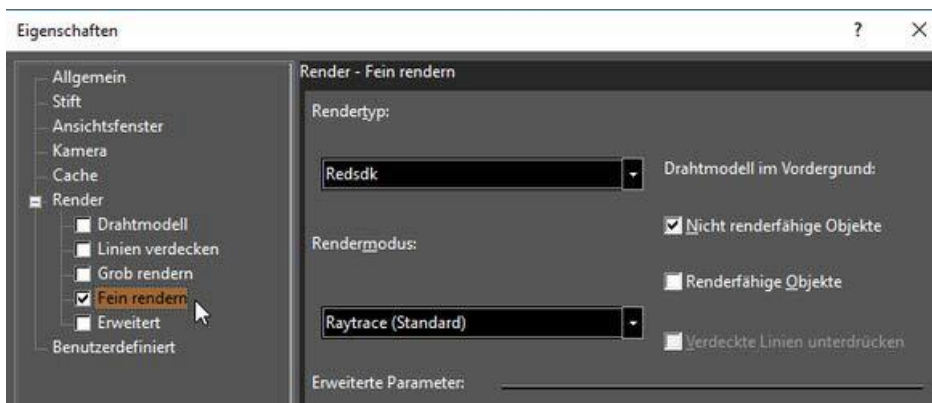 Eigenschaften
?
Allgemein
Stift
Ansichtsfenster
Kamera
Cache
Render
Drahtmodell
Linien verdecken
Grob rendern
Fein rendern
Erweitert
Benutzerdefiniert
Render - Fein rendern
Rendertyp:
Redsdk
Rendermodus:
Raytrace (Standard)
Drahtmodell im Vordergrund:
Nicht renderfähige Objekte
Renderfähige Objekte
Verdeckte Linien unterdrücken
Erweiterte Parameter: